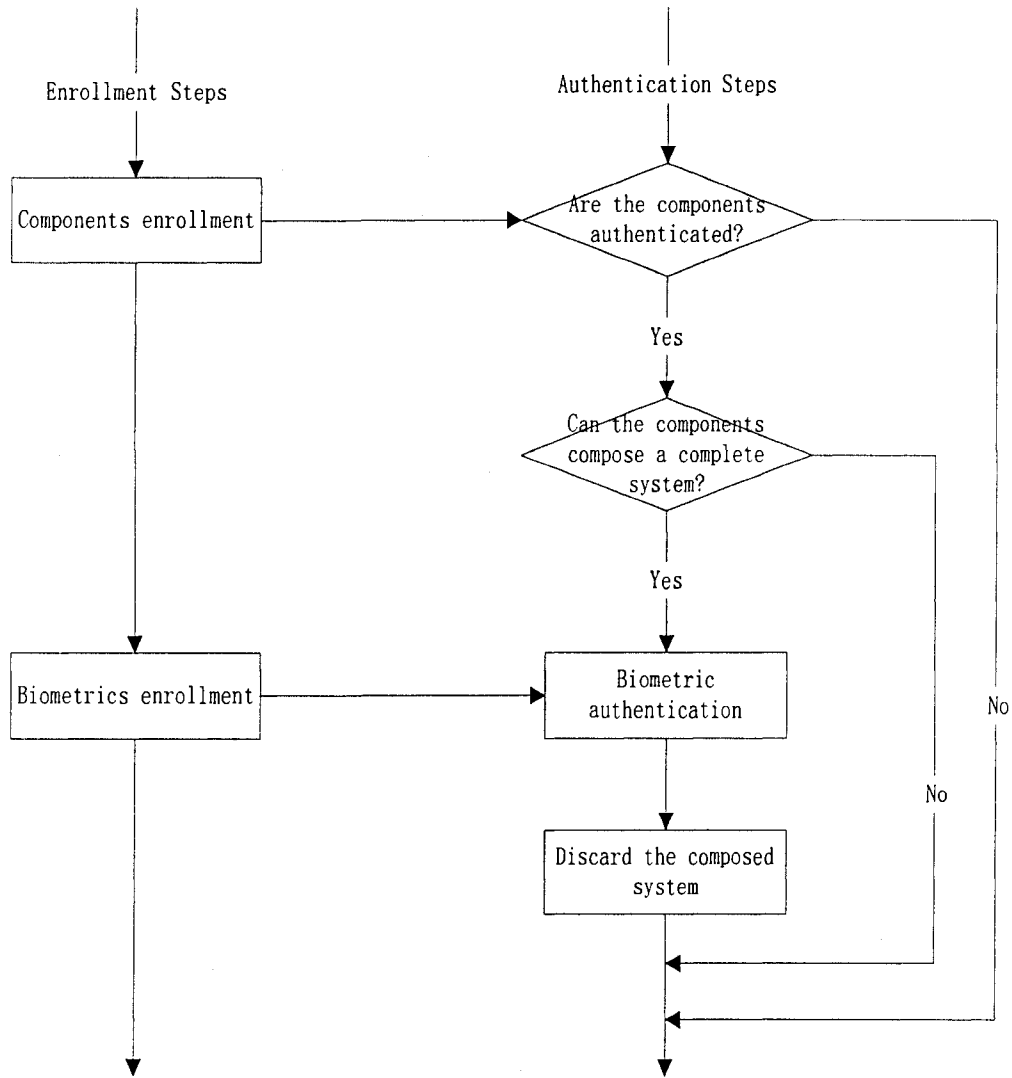 Enrollment Steps
Authentication Steps
Components enrollment
Are the components
authenticated?
Yes
Can the components
compose a complete
system?
Yes
Biometrics enrollment
Biometric
authentication
No
No
Discard the composed
system